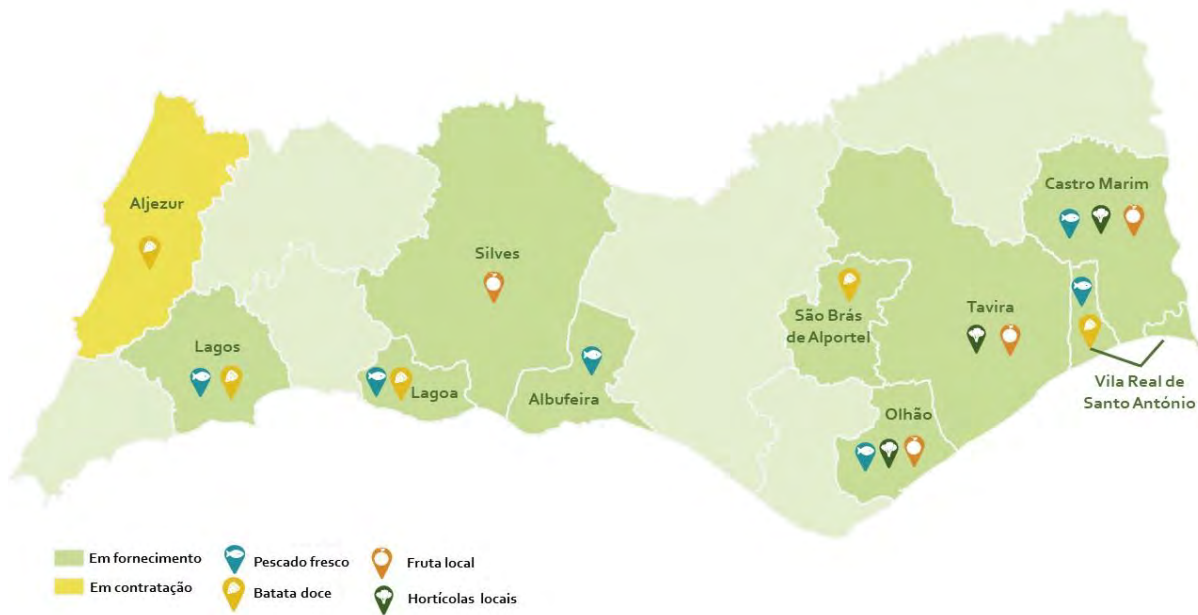 Aljezur
Castro Marim
Silves
São Brás
de Alportel
Tavira
Lagos
Lagoa
Albufeira
Vila Real de
Santo António
Olhão
Em fornecimento
Pescado fresco
Fruta local
Em contratação
Batata doce
Hortícolas locais